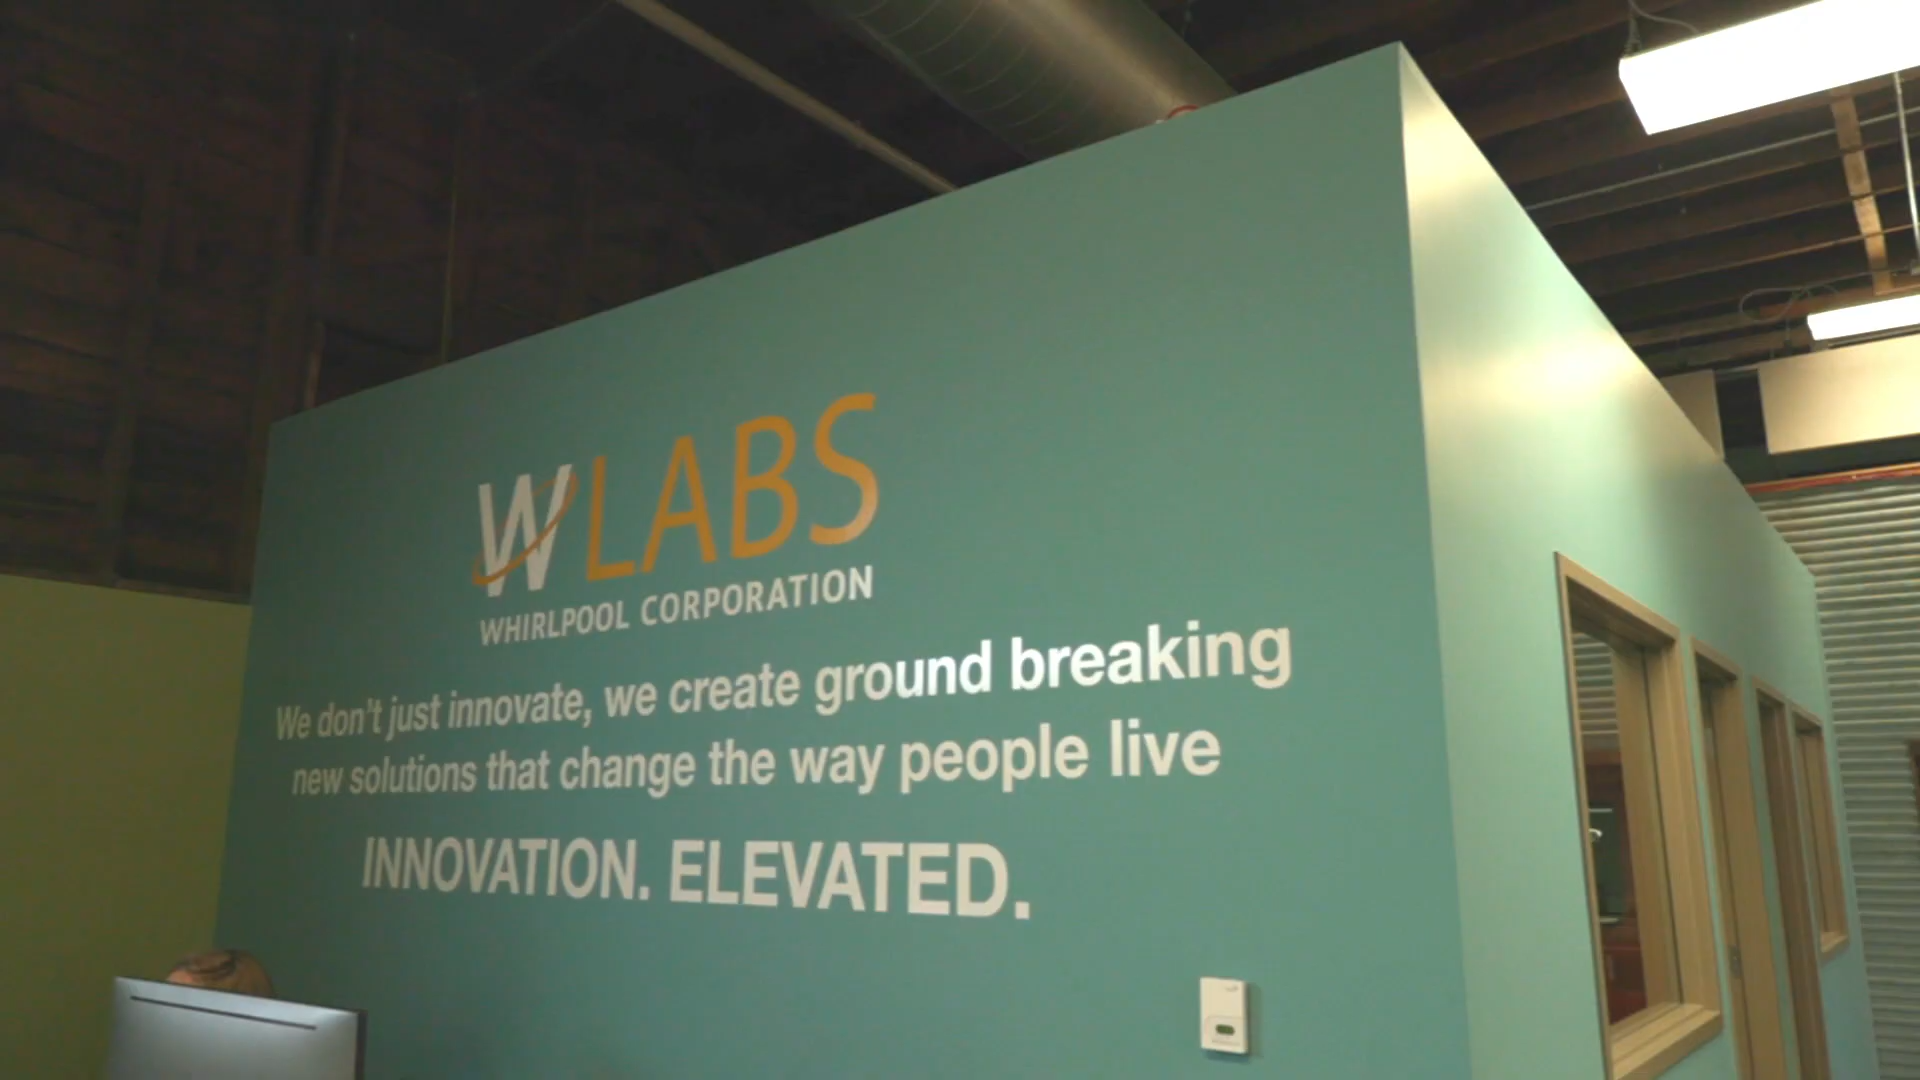 W LABS
WHIRLPOOL CORPORATION
We don't just innovate, we create ground breaking
new solutions that change the way people live
INNOVATION. ELEVATED.